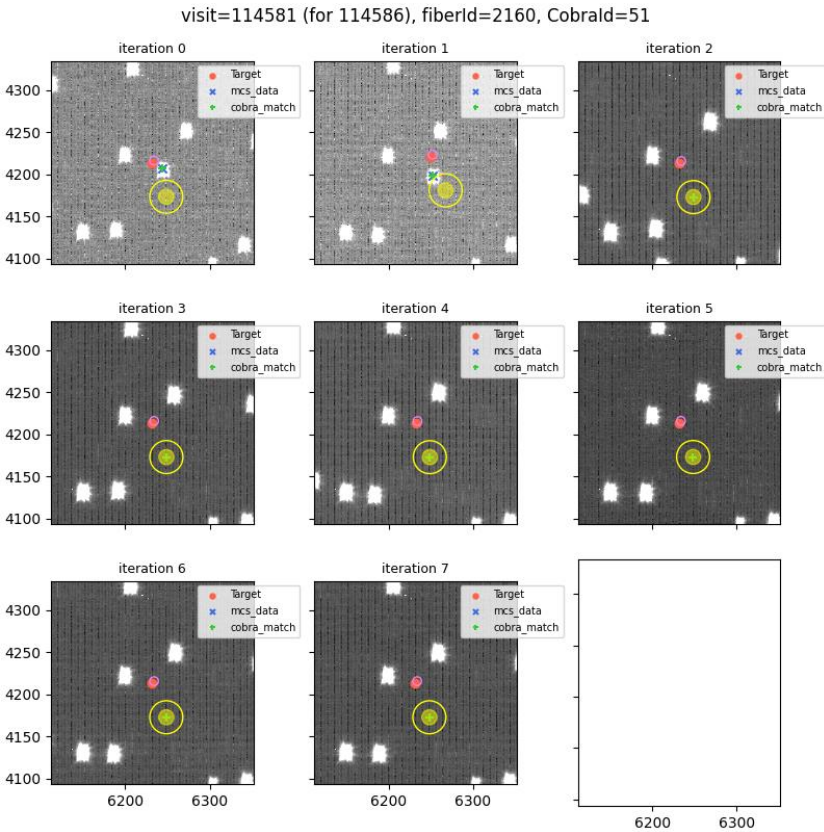 visit=114581 (for 114586), fiberId=2160, CobraId=51
iteration 0
iteration 1
iteration 2
4300
4250
4200
4150
4100
Target
mcs_data
cobra_match
Target
mcs_data
cobra_match
Target
mcs_data
cobra_match
iteration 3
iteration 4
iteration 5
4300
4250
4200
4150
4100
Target
mcs_data
cobra_match
Target
mcs_data
cobra_match
Target
mcs_data
cobra_match
iteration 6
iteration 7
4300
4250
4200
4150
4100
Target
mcs_data
cobra_match
Target
mcs_data
cobra_match
6200 6300
6200 6300
6200 6300